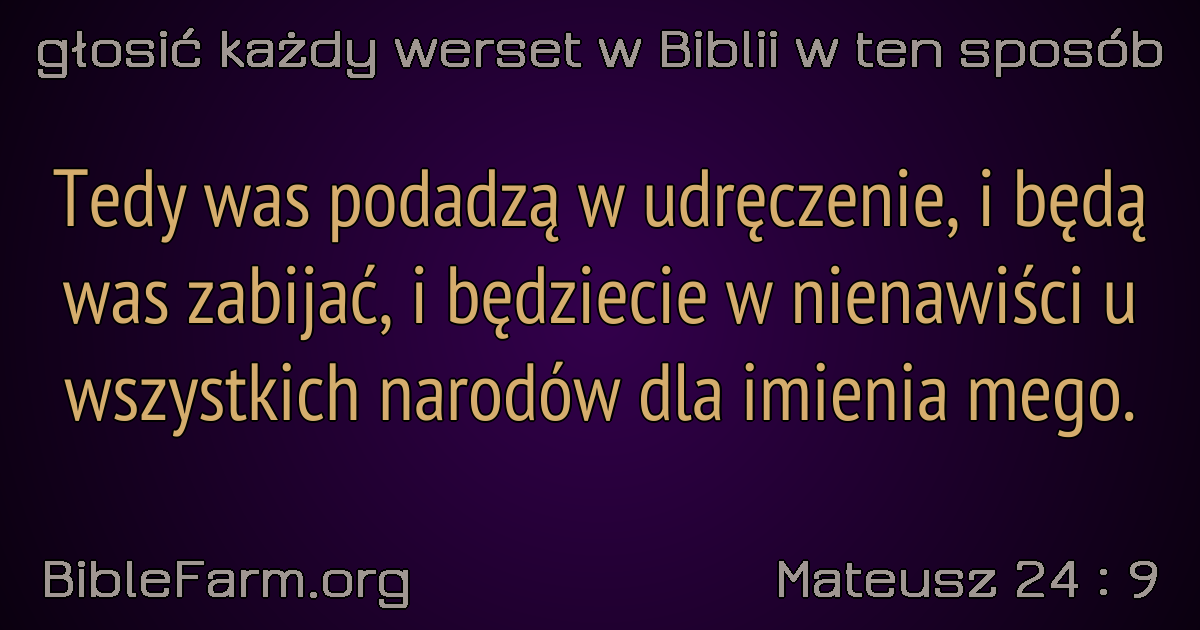 głosić każdy werset w Biblii w ten sposób
Tedy was podadzą w udręczenie, i będą
was zabijać, i będziecie w nienawiści u
wszystkich narodów dla imienia mego.
BibleFarm.org
Mateusz 24 : 9